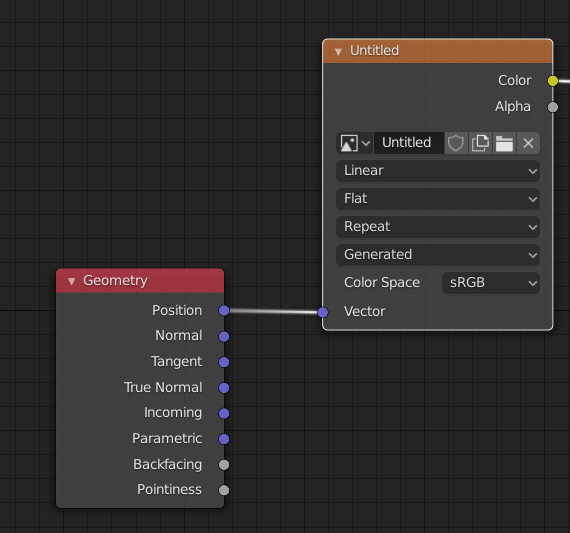 Untitled
Color
Alpha
Untitled
Linear
Flat
Repeat
Generated
Color Space sRGB
Vector
Geometry
Position
Normal
Tangent
True Normal
Incoming
Parametric
Backfacing
Pointiness